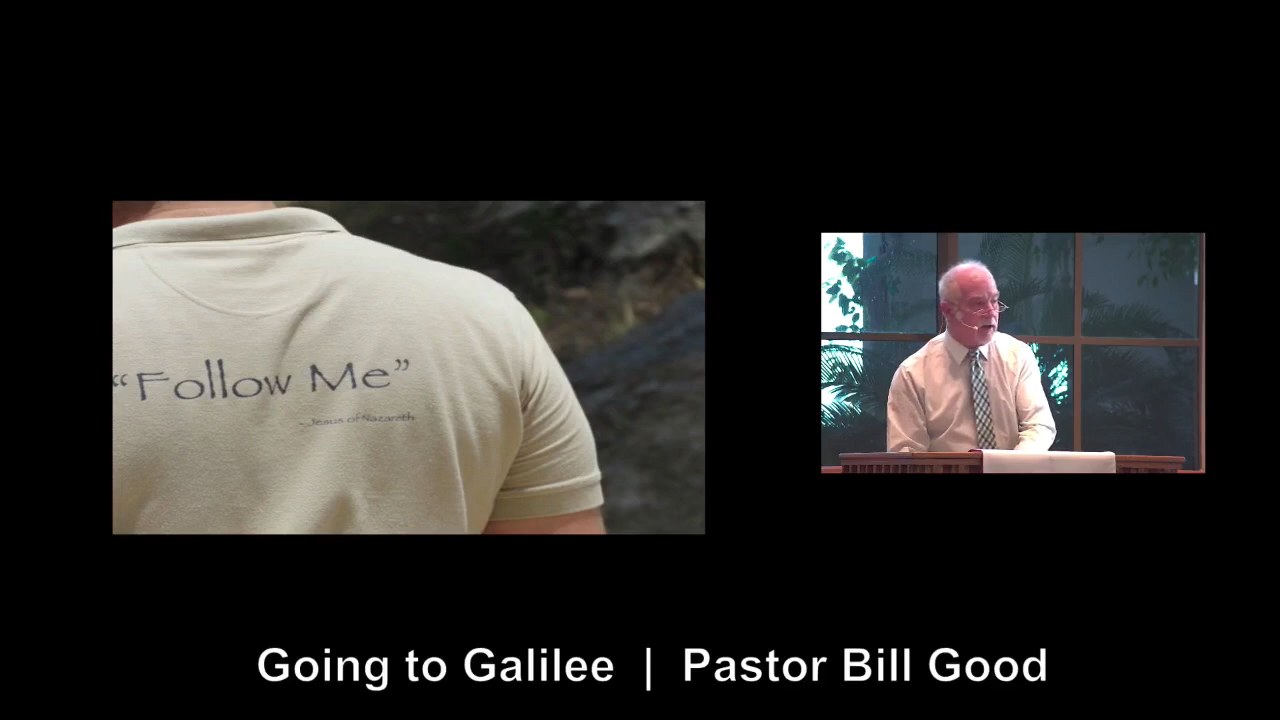 “Follow Me”
~Jesus of Nazareth
Going to Galilee | Pastor Bill Good